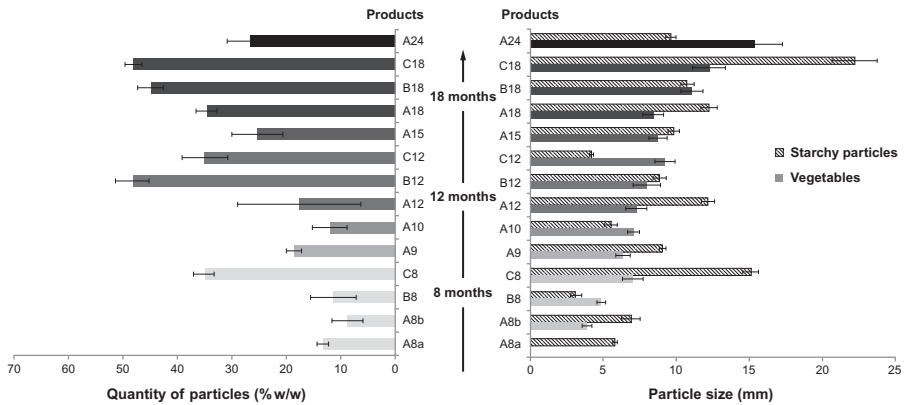 Products
A24
C18
B18
A18
A15
C12
B12
A12
A10
A9
C8
B8
A8b
A8a
70 60 50 40 30 20 10 0
Quantity of particles (% w/w)
18 months
12 months
8 months
Products
A24
C18
B18
A18
A15
C12
B12
A12
A10
A9
C8
B8
A8b
A8a
0 5 10 15 20 25
Particle size (mm)
Starchy particles
Vegetables